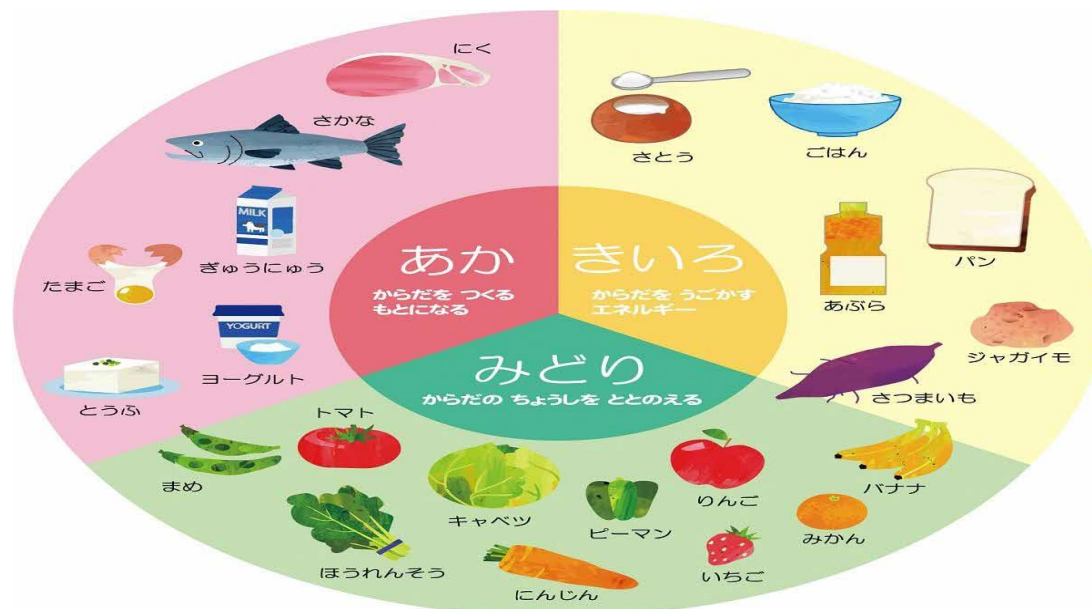 にく
さかな
MILK
ぎゅうにゅう
たまご
YOGURT
ヨーグルト
とうふ
あか
からだを つくる
もとになる
きいろ
からだを うごかす
エネルギー
さとう
ごはん
パン
あぶら
ジャガイモ
さつまいも
みどり
からだの ちょうしを ととのえる
まめ
トマト
ほうれんそう
キャベツ
にんじん
ピーマン
りんご
いちご
みかん
バナナ